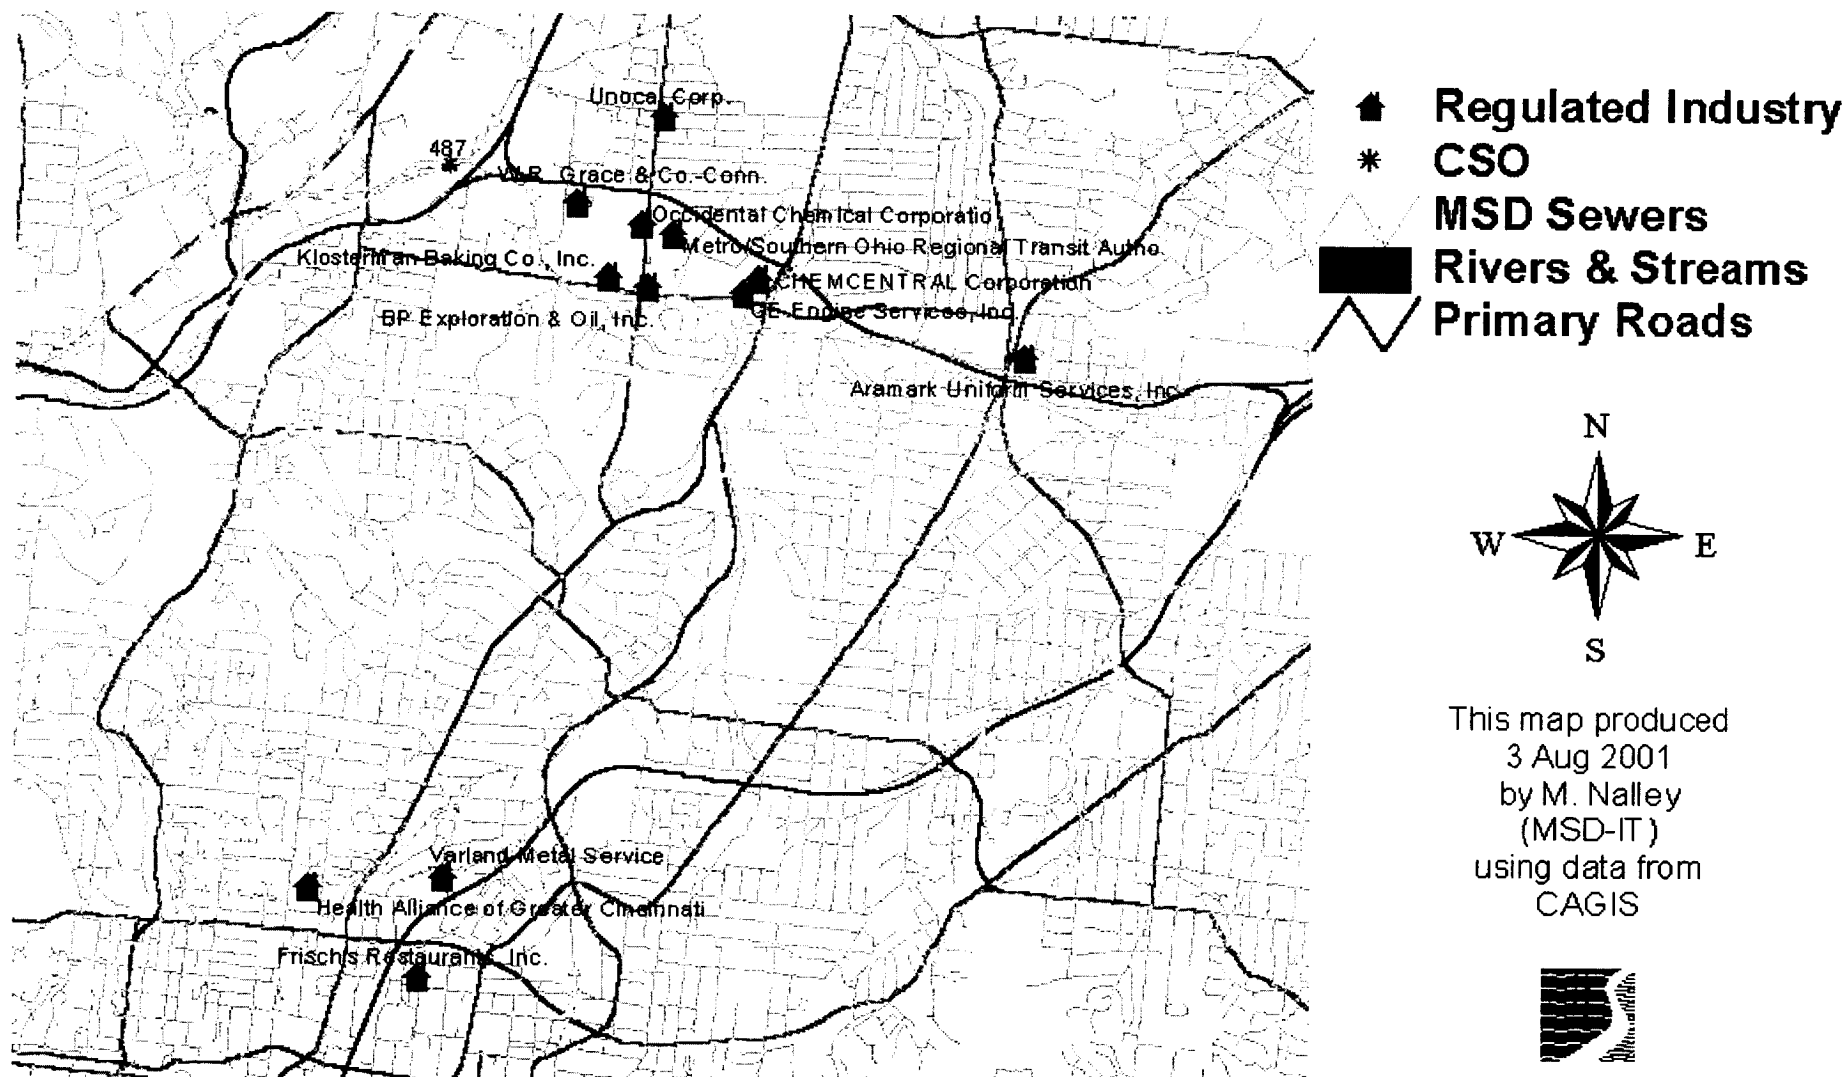 Unocal Corp.
487
W.R. Grace & Co.-Conn.
Occidental Chemical Corporatio
Metro/Southern Ohio Regional Transit Autho
Klosterman Baking Co., Inc.
CHEMCENTRAL Corporation
GE Engine Services, Inc.
BP Exploration & Oil, Inc.
Aramark Uniform Services, Inc.
Varland Metal Service
Health Alliance of Greater Cincinnati
Frisch's Restaurants, Inc.
Regulated Industry
CSO
MSD Sewers
Rivers & Streams
Primary Roads
N
W
E
S
This map produced
3 Aug 2001
by M. Nalley
(MSD-IT)
using data from
CAGIS